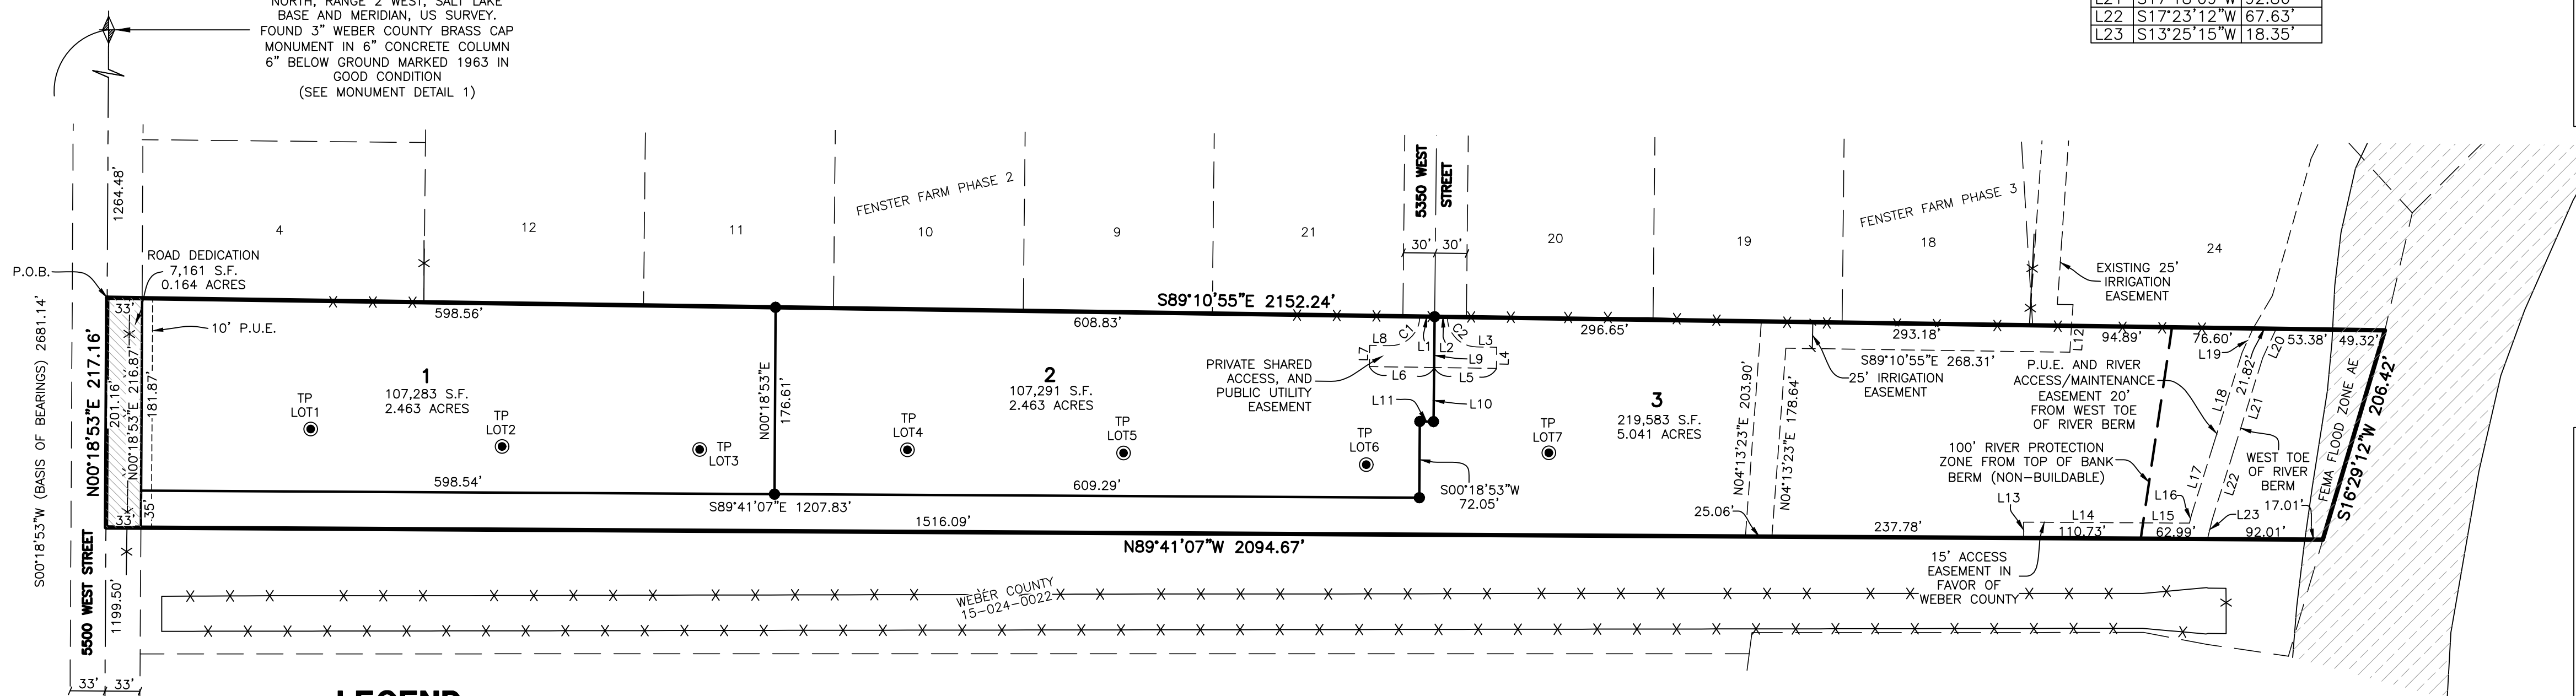 NORTH, RANGE 2 WEST, SALT LAKE
BASE AND MERIDIAN, US SURVEY.
FOUND 3" WEBER COUNTY BRASS CAP
MONUMENT IN 6" CONCRETE COLUMN
6" BELOW GROUND MARKED 1963 IN
GOOD CONDITION
(SEE MONUMENT DETAIL 1)
L22 S17°23'12"W 67.63'
L23 S13°25'15"W 18.35'
1264.48'
4
12
11
FENSTER FARM PHASE 2
10
9
21
5350 WEST
STREET
30' 30'
20
19
FENSTER FARM PHASE 3
18
24
EXISTING 25'
IRRIGATION
EASEMENT
P.O.B.
ROAD DEDICATION
7,161 S.F.
0.164 ACRES
33'
10' P.U.E.
S00°18'53"W (BASIS OF BEARINGS) 2681.14'
N00°18'53"E 217.16'
201.16'
N00°18'53"E 216.87'
181.87'
35'
33'
598.56'
1
107,283 S.F.
2.463 ACRES
TP
LOT1
TP
LOT2
TP
LOT3
598.54'
N00°18'53"E
176.61'
S89°10'55"E 2152.24'
608.83'
2
107,291 S.F.
2.463 ACRES
TP
LOT4
TP
LOT5
TP
LOT6
609.29'
S89°41'07"E 1207.83'
1516.09'
N89°41'07"W 2094.67'
PRIVATE SHARED
ACCESS, AND
PUBLIC UTILITY
EASEMENT
L8
C1
L7
L6
L1
L2
C2
L3
L4
L9
L5
L10
L11
S00°18'53"W
72.05'
296.65'
TP
LOT7
3
219,583 S.F.
5.041 ACRES
N04°13'23"E 203.90'
N04°13'23"E 178.64'
25.06'
293.18'
S89°10'55"E 268.31'
25' IRRIGATION
EASEMENT
L12
94.89'
76.60'
53.38'
49.32'
P.U.E. AND RIVER
ACCESS/MAINTENANCE
EASEMENT 20'
FROM WEST TOE
OF RIVER BERM
100' RIVER PROTECTION
ZONE FROM TOP OF BANK
BERM (NON-BUILDABLE)
L19
L20
21.82'
L18
L21
L17
L22
L16
L13
L14
L15
L23
237.78'
110.73'
62.99'
92.01'
17.01'
WEST TOE
OF RIVER
BERM
FEMA FLOOD ZONE AE
S16°29'12"W 206.42'
15' ACCESS
EASEMENT IN
FAVOR OF
WEBER COUNTY
WEBER COUNTY
15-024-0022
5500 WEST STREET
1199.50'
33' 33'
LEGEND